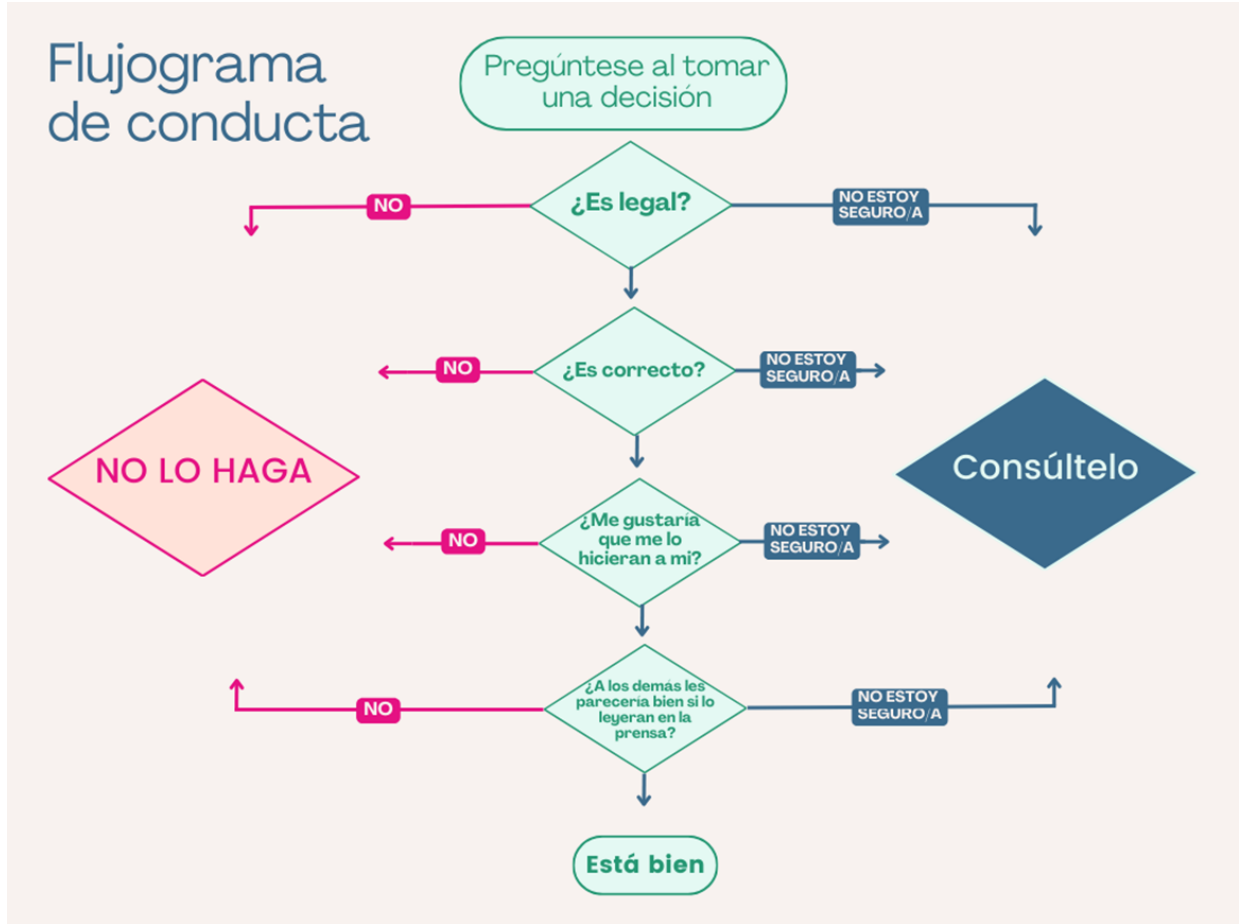 Flujograma
de conducta
Pregúntese al tomar
una decisión
¿Es legal?
NO
NO ESTOY
SEGURO/A
¿Es correcto?
NO
NO ESTOY
SEGURO/A
NO LO HAGA
Consúltelo
¿Me gustaría
que me lo
hicieran a mi?
NO
NO ESTOY
SEGURO/A
¿A los demás les
parecería bien si lo
leyeran en la
prensa?
NO
NO ESTOY
SEGURO/A
Está bien